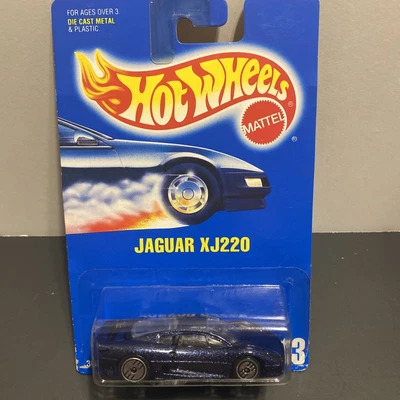 FOR AGES OVER 3.
DIE CAST METAL
& PLASTIC.
Hot Wheels
MATTEL
®
JAGUAR XJ220
3